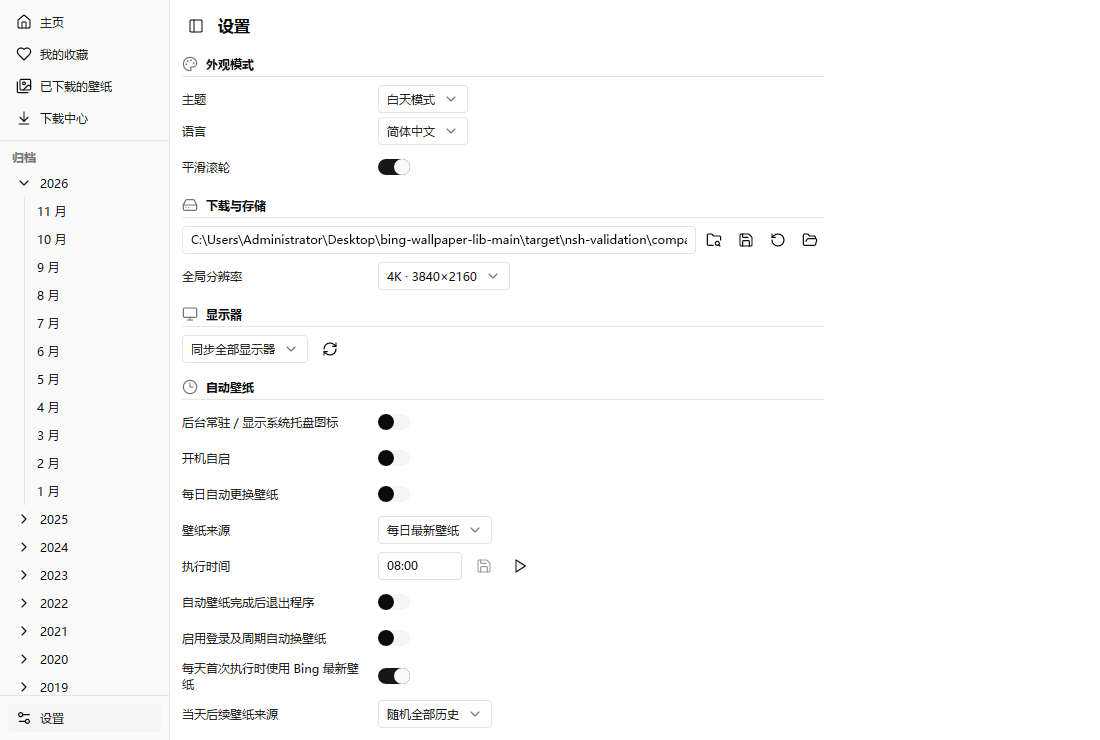 主页
我的收藏
已下载的壁纸
下载中心
归档
2026
11 月
10 月
9 月
8 月
7 月
6 月
5 月
4 月
3 月
2 月
1 月
2025
2024
2023
2022
2021
2020
2019
设置
设置
外观模式
主题
白天模式
语言
简体中文
平滑滚轮
下载与存储
C:\Users\Administrator\Desktop\bing-wallpaper-lib-main\target\nsh-validation\compa
全局分辨率
4K · 3840×2160
显示器
同步全部显示器
自动壁纸
后台常驻 / 显示系统托盘图标
开机自启
每日自动更换壁纸
壁纸来源
每日最新壁纸
执行时间
08:00
自动壁纸完成后退出程序
启用登录及周期自动换壁纸
每天首次执行时使用 Bing 最新壁
纸
当天后续壁纸来源
随机全部历史